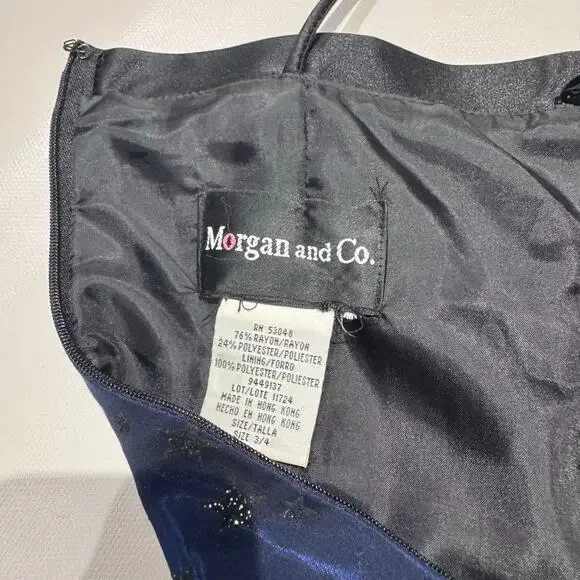 Morgan and Co.
RN 53048
76% RAYON/RAYON
24% POLYESTER/POLIESTER
LINING/FORRO
100% POLYESTER/POLIESTER
9449137
LOT/LOTE 11724
MADE IN HONG KONG
HECHO EN HONG KONG
SIZE/TALLA
SIZE 3/4